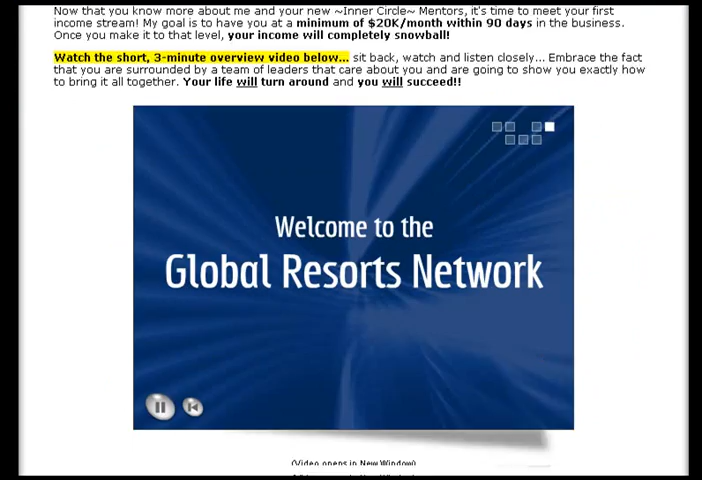 Now that you know more about me and your new ~Inner Circle~ Mentors, it's time to meet your first
income stream! My goal is to have you at a minimum of $20K/month within 90 days in the business.
Once you make it to that level, your income will completely snowball!
Watch the short, 3-minute overview video below... sit back, watch and listen closely... Embrace the fact
that you are surrounded by a team of leaders that care about you and are going to show you exactly how
to bring it all together. Your life will turn around and you will succeed!!
Welcome to the
Global Resorts Network
(Video opens in New Window)